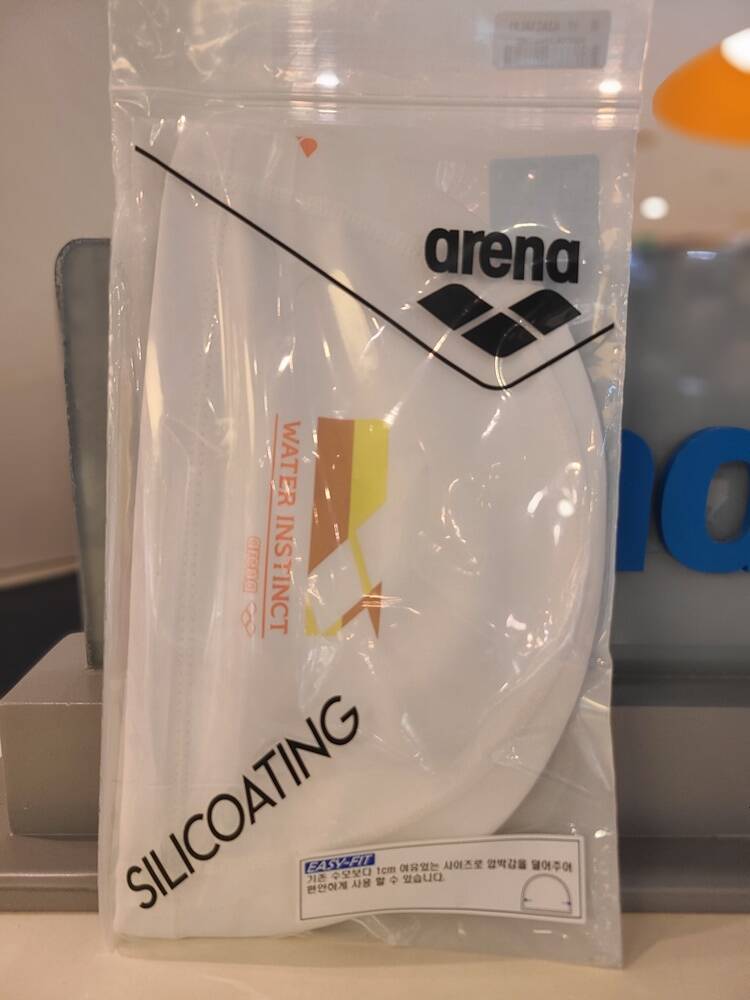 arena
WATER INSTINCT
arena
SILICOATING
EASY-FIT
기존 수모보다 1cm 여유있는 사이즈로 압박감을 덜어주어
편안하게 사용 할 수 있습니다.